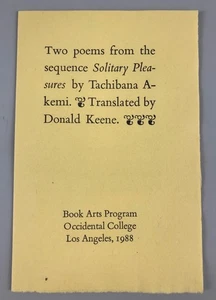 Two poems from the
sequence Solitary Plea-
sures by Tachibana A-
kemi. ❦ Translated by
Donald Keene. ❦❦❦
Book Arts Program
Occidental College
Los Angeles, 1988